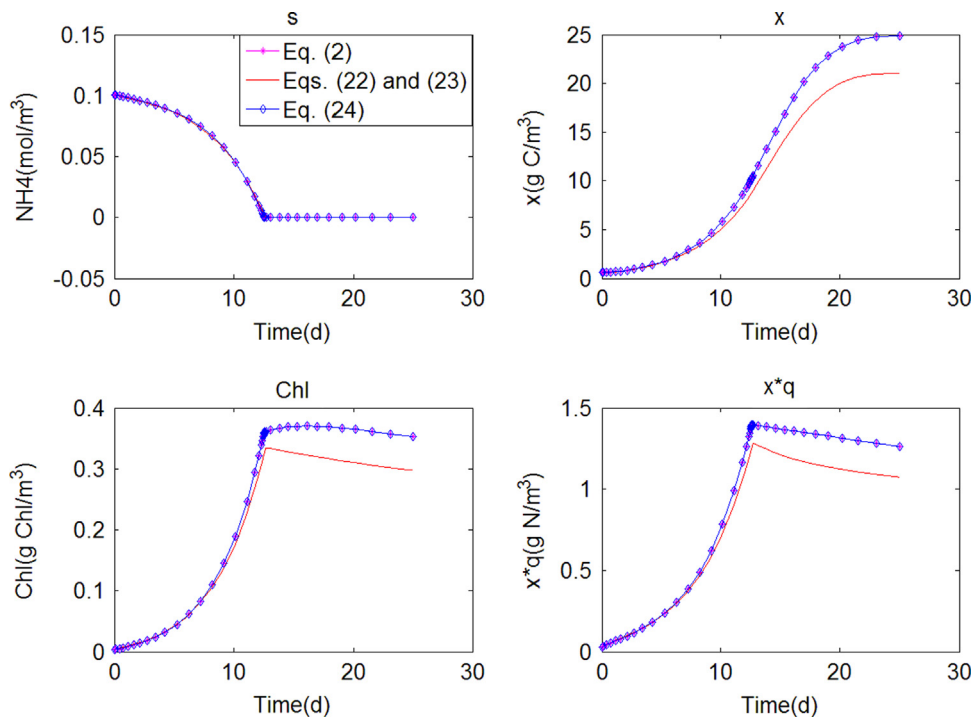 s
0.15
0.1
0.05
0
-0.05
NH4(mol/m³)
0 10 20 30
Time(d)
Eq. (2)
Eqs. (22) and (23)
Eq. (24)
x
25
20
15
10
5
0
x(g C/m³)
0 10 20 30
Time(d)
Chl
0.4
0.3
0.2
0.1
0
Chl(g Chl/m³)
0 10 20 30
Time(d)
x*q
1.5
1
0.5
0
x*q(g N/m³)
0 10 20 30
Time(d)